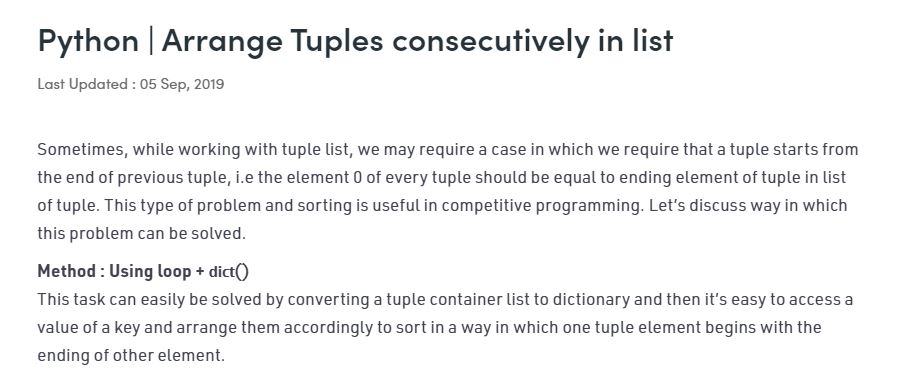 Python | Arrange Tuples consecutively in list
Last Updated : 05 Sep, 2019
Sometimes, while working with tuple list, we may require a case in which we require that a tuple starts from
the end of previous tuple, i.e the element 0 of every tuple should be equal to ending element of tuple in list
of tuple. This type of problem and sorting is useful in competitive programming. Let’s discuss way in which
this problem can be solved.
Method : Using loop + dict()
This task can easily be solved by converting a tuple container list to dictionary and then it’s easy to access a
value of a key and arrange them accordingly to sort in a way in which one tuple element begins with the
ending of other element.